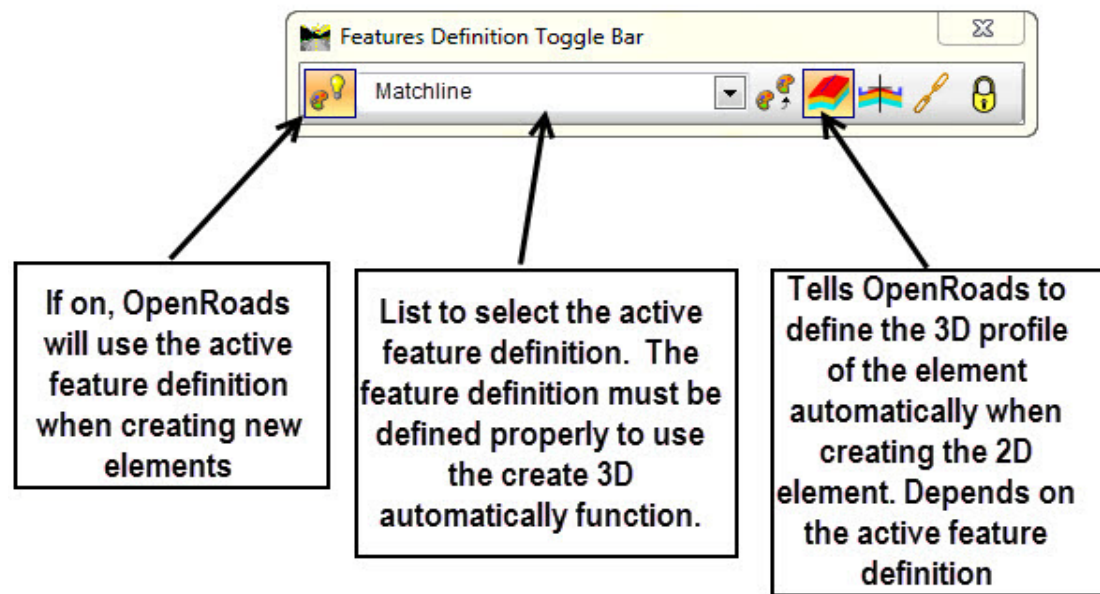 Features Definition Toggle Bar
Matchline
If on, OpenRoads
will use the active
feature definition
when creating new
elements
List to select the active
feature definition.  The
feature definition must be
defined properly to use
the create 3D
automatically function.
Tells OpenRoads to
define the 3D profile
of the element
automatically when
creating the 2D
element. Depends on
the active feature
definition